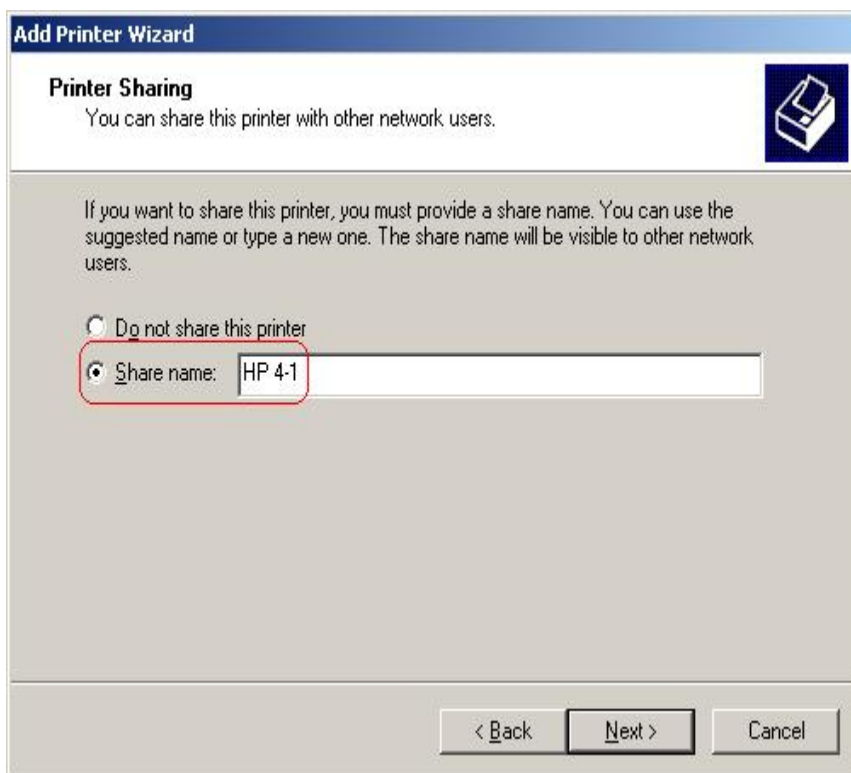 Add Printer Wizard
Printer Sharing
You can share this printer with other network users.
If you want to share this printer, you must provide a share name. You can use the
suggested name or type a new one. The share name will be visible to other network
users.
Do not share this printer
Share name: HP 4-1
< Back Next > Cancel